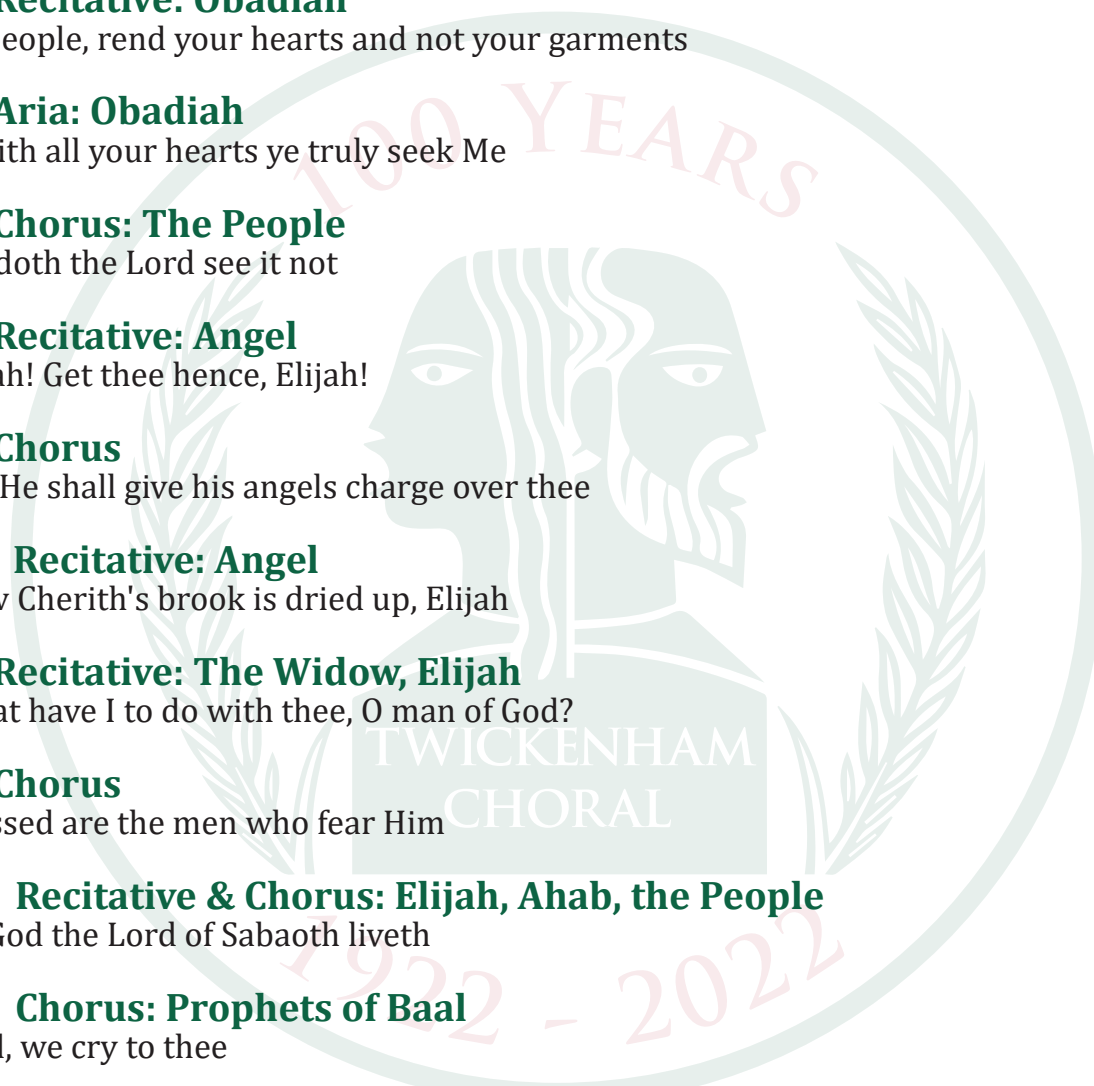 Recitative: Obadiah
eople, rend your hearts and not your garments
Aria: Obadiah
ith all your hearts ye truly seek Me
Chorus: The People
doth the Lord see it not
Recitative: Angel
ah! Get thee hence, Elijah!
Chorus
He shall give his angels charge over thee
Recitative: Angel
Cherith's brook is dried up, Elijah
Recitative: The Widow, Elijah
at have I to do with thee, O man of God?
Chorus
ssed are the men who fear Him
Recitative & Chorus: Elijah, Ahab, the People
God the Lord of Sabaoth liveth
Chorus: Prophets of Baal
l, we cry to thee
100 YEARS
TWICKENHAM
CHORAL
1922 - 2022